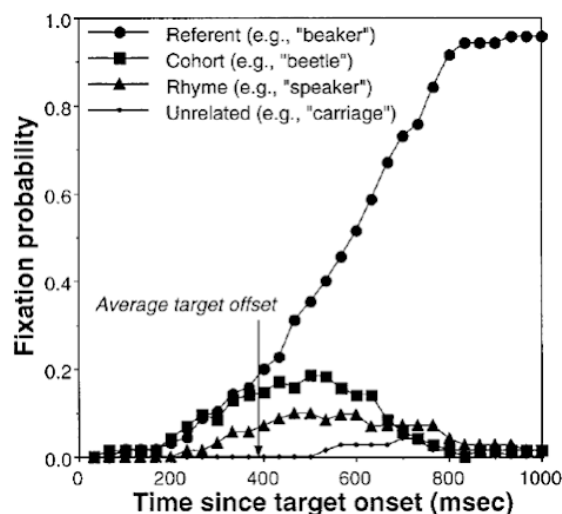 1.0
Referent (e.g., "beaker")
Cohort (e.g., "beetle")
Rhyme (e.g., "speaker")
Unrelated (e.g., "carriage")
0.8
0.6
Fixation probability
0.4
Average target offset
0.2
0.0
0 200 400 600 800 1000
Time since target onset (msec)